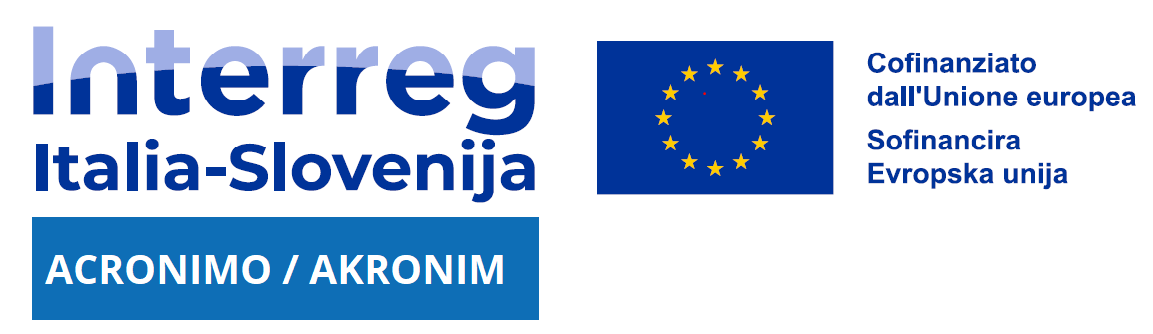 Interreg
Italia-Slovenija
ACRONIMO / AKRONIM
Cofinanziato
dall'Unione europea
Sofinancira
Evropska unija